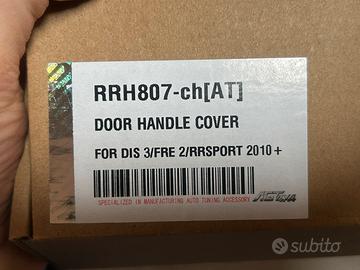 RRH807-ch[AT]
DOOR HANDLE COVER
FOR DIS 3/FRE 2/RRSPORT 2010+
SPECIALIZED IN MANUFACTURING AUTO TUNING ACCESSORY
subito